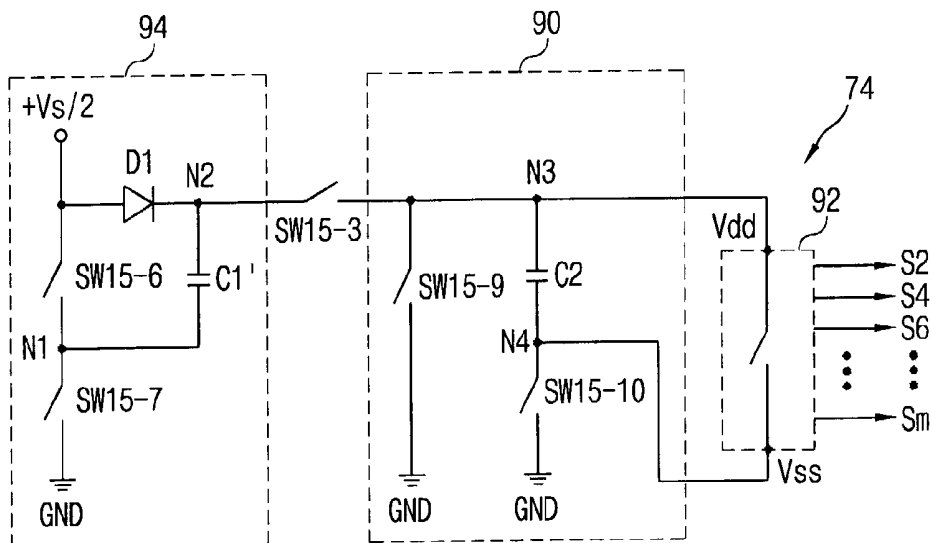 94
90
74
+Vs/2
D1
N2
N3
SW15-3
Vdd
92
SW15-6
C1'
SW15-9
C2
S2
S4
S6
N1
N4
SW15-7
SW15-10
Sm
Vss
GND
GND
GND